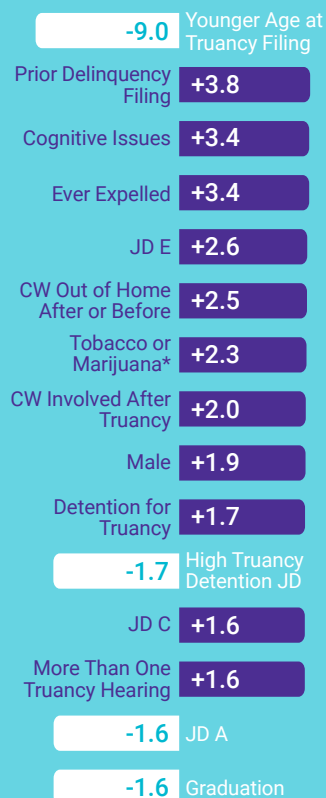 -9.0 Younger Age at
Truancy Filing
Prior Delinquency
Filing +3.8
Cognitive Issues +3.4
Ever Expelled +3.4
JD E +2.6
CW Out of Home
After or Before +2.5
Tobacco or
Marijuana* +2.3
CW Involved After
Truancy +2.0
Male +1.9
Detention for
Truancy +1.7
-1.7 High Truancy
Detention JD
JD C +1.6
More Than One
Truancy Hearing +1.6
-1.6 JD A
-1.6 Graduation